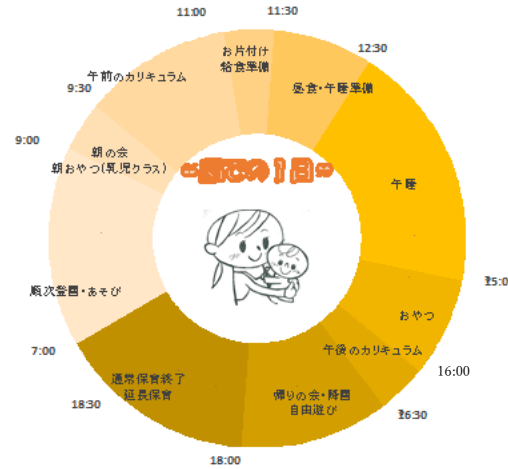 11:00
11:30
12:30
お片付け
給食準備
午前のカリキュラム
昼食・午睡準備
9:30
9:00
朝の会
朝おやつ(乳児クラス)
午睡
順次登園・あそび
おやつ
午後のカリキュラム
7:00
16:00
通常保育終了
延長保育
帰りの会・降園
自由遊び
18:30
18:00